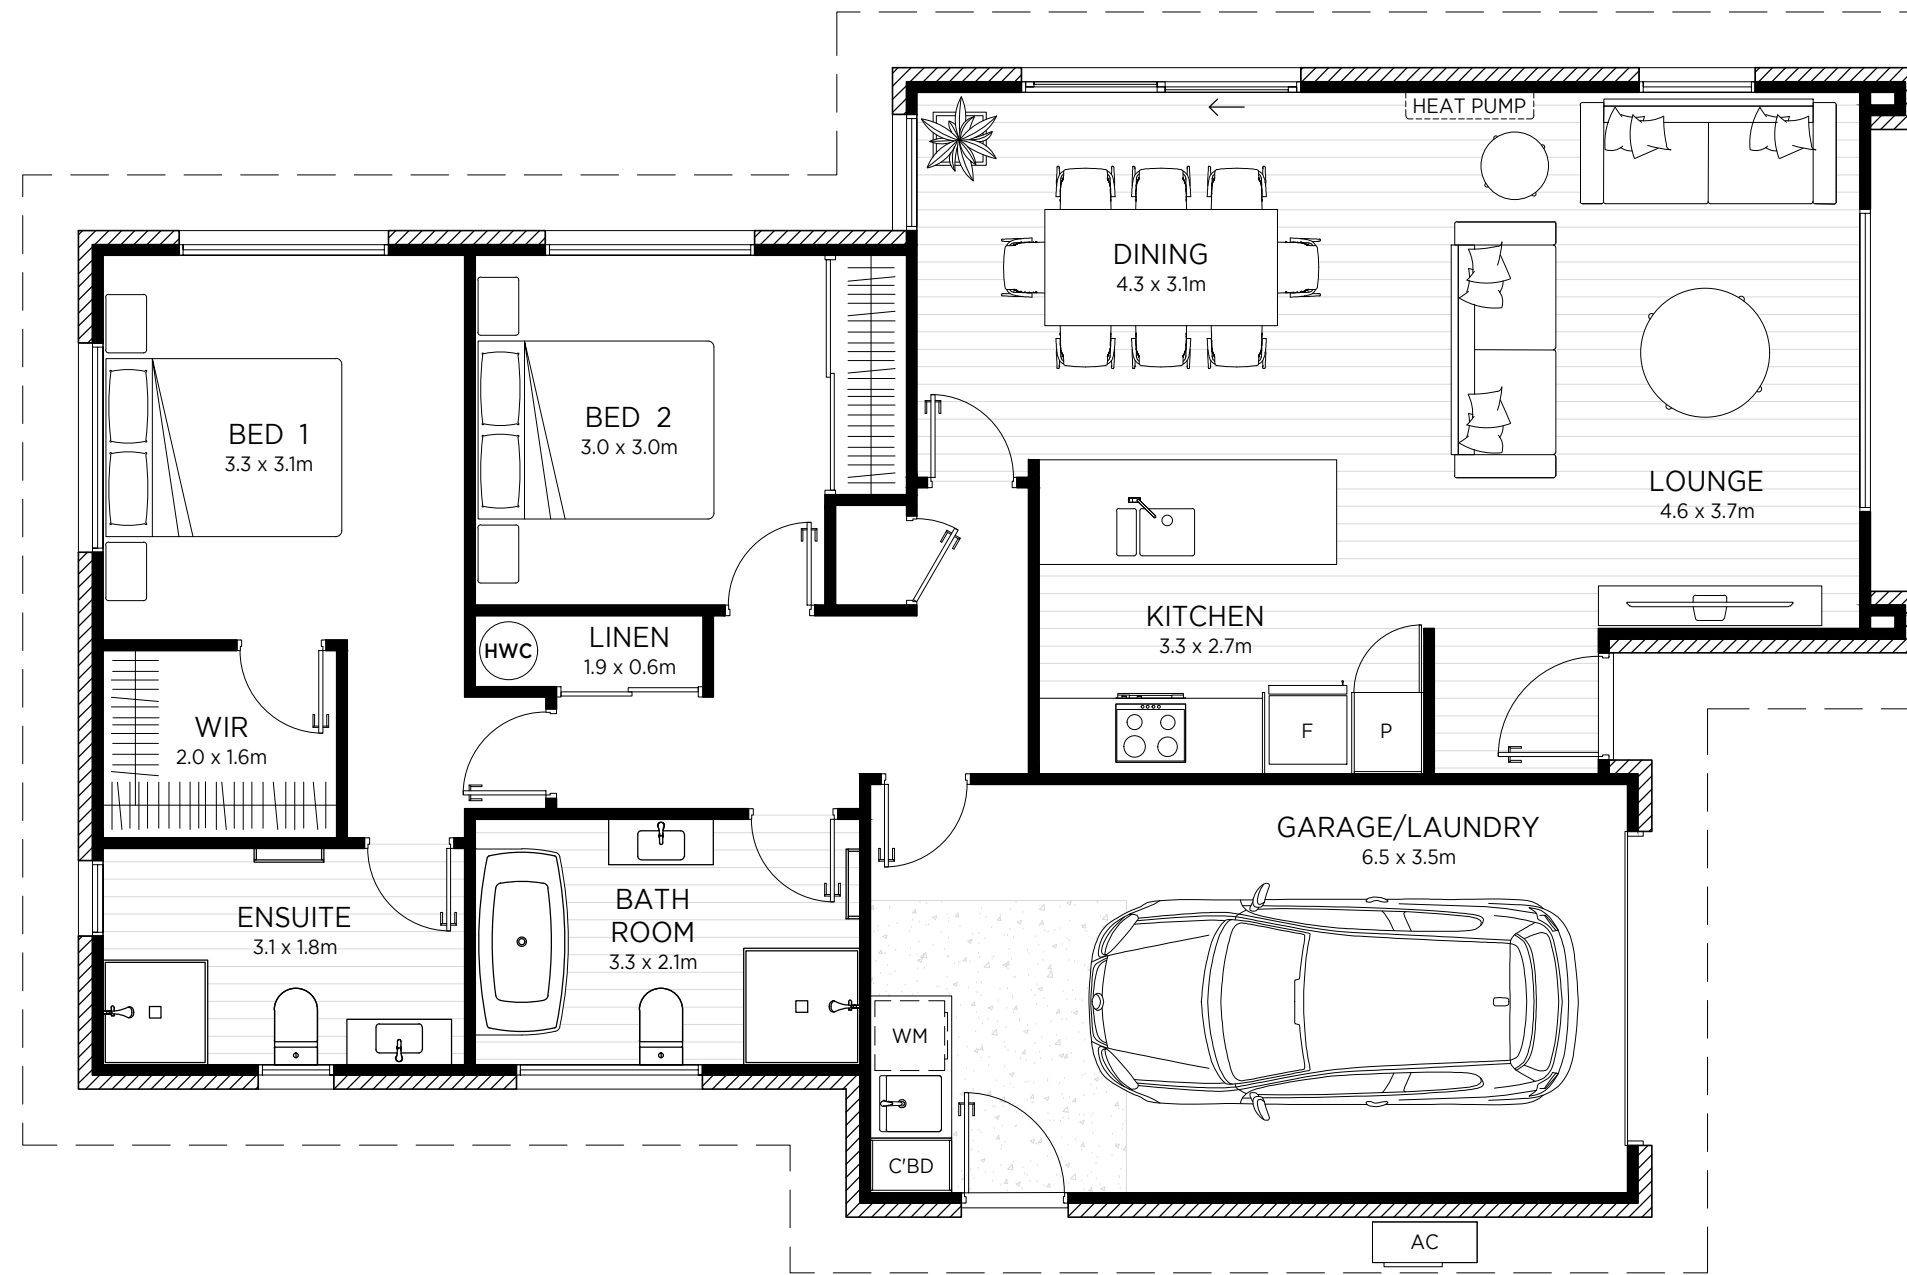 HEAT PUMP
DINING
4.3 x 3.1m
BED 1
3.3 x 3.1m
BED 2
3.0 x 3.0m
LOUNGE
4.6 x 3.7m
KITCHEN
3.3 x 2.7m
HWC
LINEN
1.9 x 0.6m
WIR
2.0 x 1.6m
F
P
GARAGE/LAUNDRY
6.5 x 3.5m
ENSUITE
3.1 x 1.8m
BATH
ROOM
3.3 x 2.1m
WM
C'BD
AC